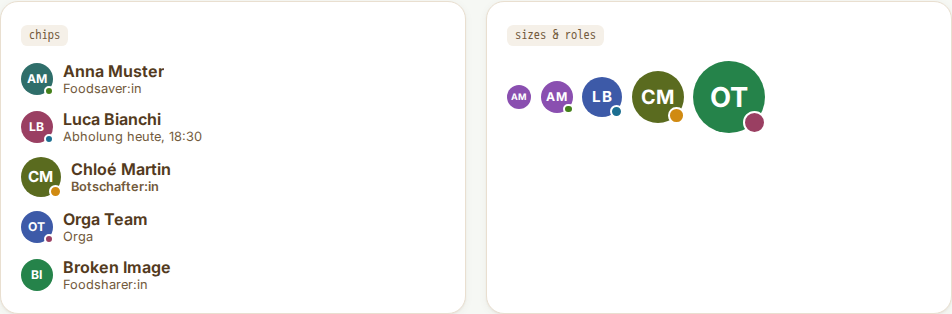 chips
AM
Anna Muster
Foodsaver:in
LB
Luca Bianchi
Abholung heute, 18:30
CM
Chloé Martin
Botschafter:in
OT
Orga Team
Orga
BI
Broken Image
Foodsharer:in
sizes & roles
AM AM LB CM OT